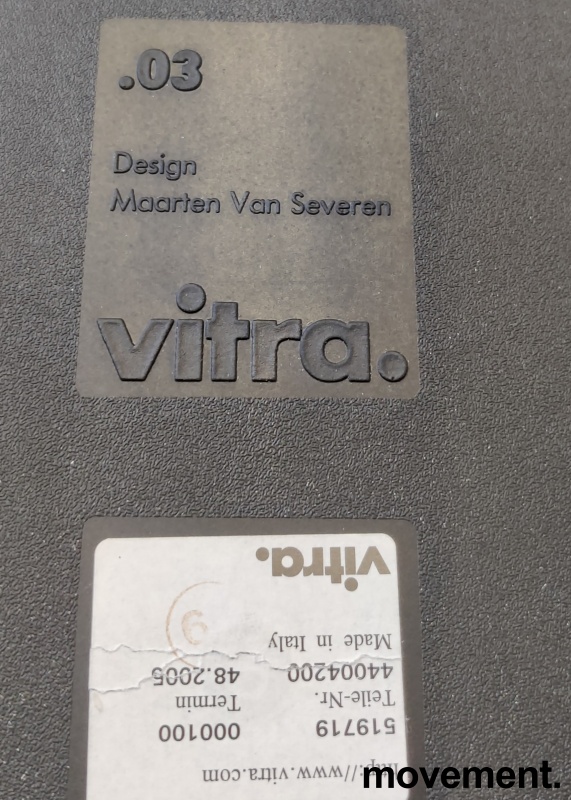 .03
Design
Maarten Van Severen
vitra.
vitra.
Made in Italy
44004200 48.2005
Teile-Nr. Termin
519719 000100
http://www.vitra.com
movement.